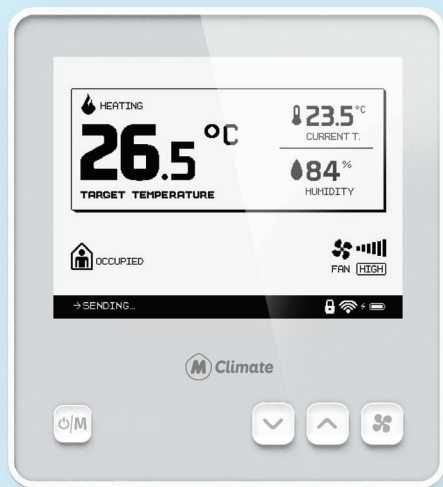 HEATING
26.5 °C
TARGET TEMPERATURE
23.5 °C
CURRENT T.
84 %
HUMIDITY
OCCUPIED
FAN HIGH
→SENDING...
M Climate
⏻/M